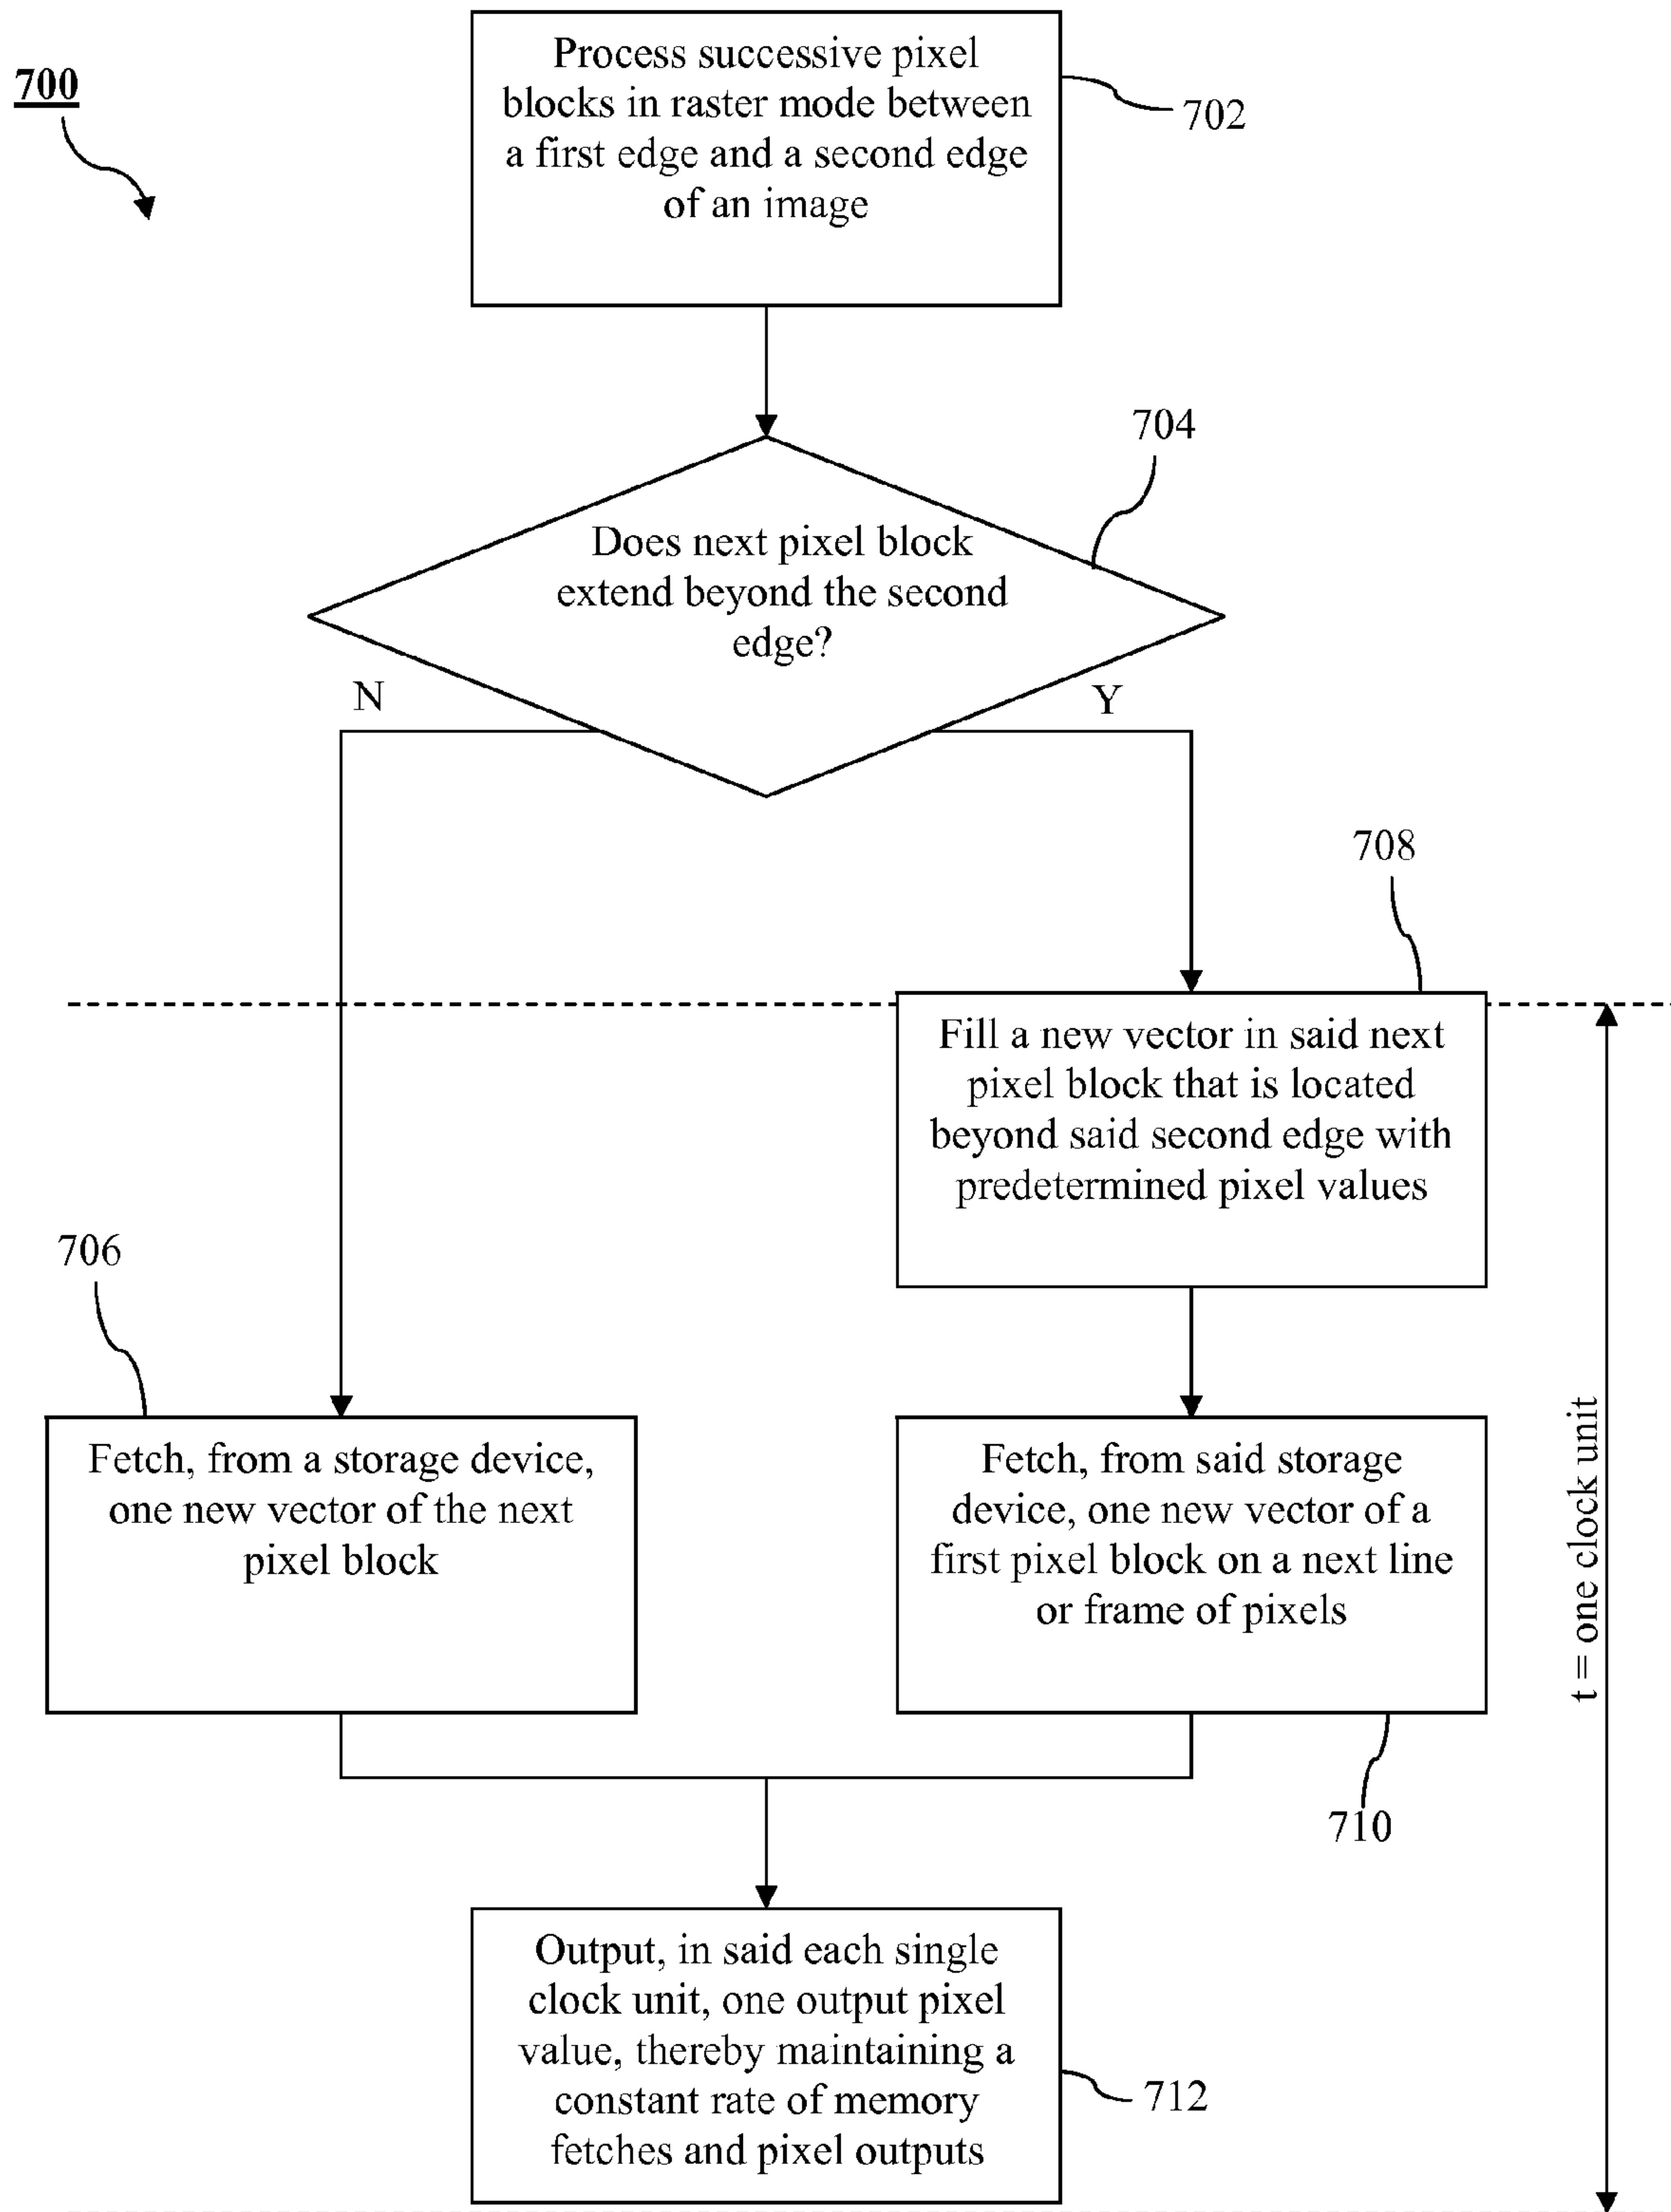 700
Process successive pixel
blocks in raster mode between
a first edge and a second edge
of an image
702
704
Does next pixel block
extend beyond the second
edge?
N
Y
708
Fill a new vector in said next
pixel block that is located
beyond said second edge with
predetermined pixel values
706
Fetch, from a storage device,
one new vector of the next
pixel block
Fetch, from said storage
device, one new vector of a
first pixel block on a next line
or frame of pixels
t = one clock unit
710
Output, in said each single
clock unit, one output pixel
value, thereby maintaining a
constant rate of memory
fetches and pixel outputs
712